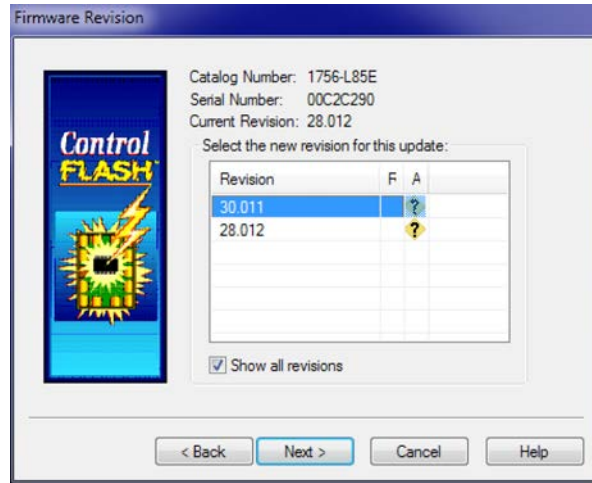 Firmware Revision
Control
FLASH
Catalog Number: 1756-L85E
Serial Number: 00C2C290
Current Revision: 28.012
Select the new revision for this update:
Revision F A
30.011 ?
28.012 ?
Show all revisions
< Back Next > Cancel Help